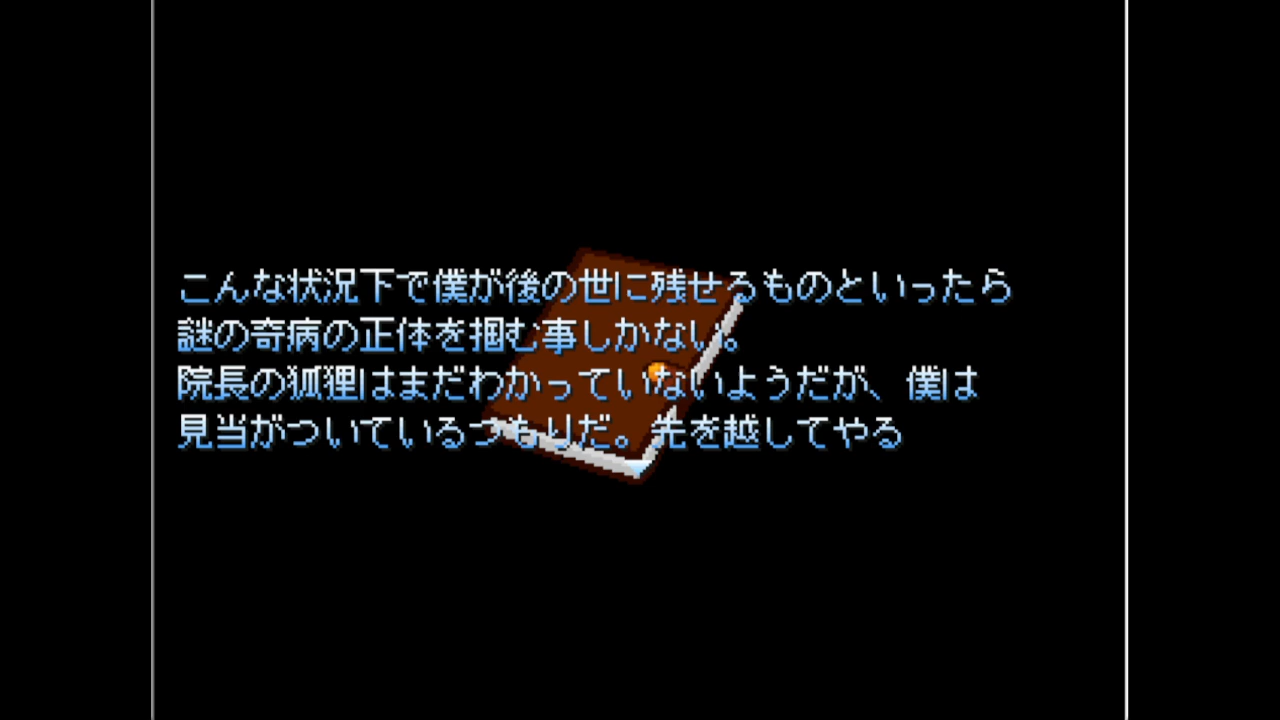 こんな状況下で僕が後の世に残せるものといったら
謎の奇病の正体を掴む事しかない。
院長の狐狸はまだわかっていないようだが、僕は
見当がついているつもりだ。先を越してやる